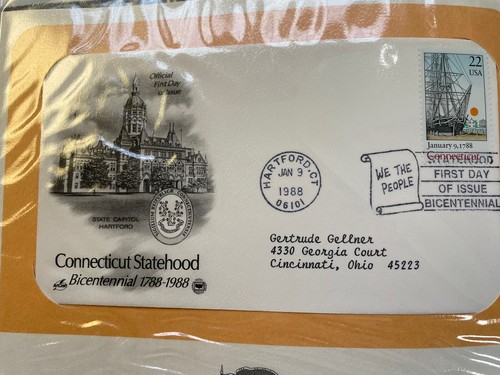 Official
First Day
of Issue
STATE CAPITOL
HARTFORD
Connecticut Statehood
Bicentennial 1788-1988
22
USA
January 9, 1788
Connecticut
HARTFORD, CT
JAN 9
1988
06101
WE THE
PEOPLE
STATEHOOD
FIRST DAY
OF ISSUE
BICENTENNIAL
Gertrude Gellner
4330 Georgia Court
Cincinnati, Ohio 45223